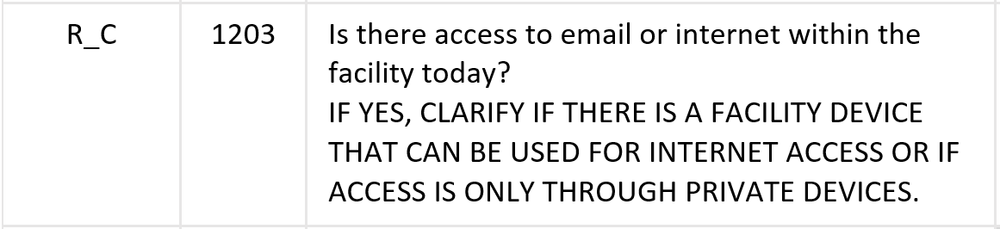 R_C 1203 Is there access to email or internet within the
facility today?
IF YES, CLARIFY IF THERE IS A FACILITY DEVICE
THAT CAN BE USED FOR INTERNET ACCESS OR IF
ACCESS IS ONLY THROUGH PRIVATE DEVICES.